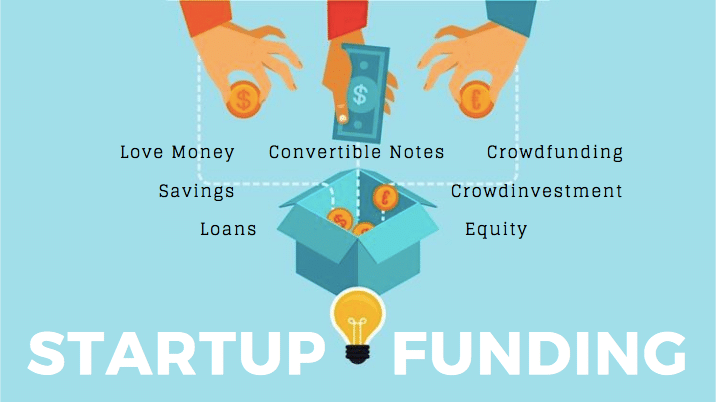 $
€
$
Love Money Convertible Notes Crowdfunding
Savings Crowdinvestment
Loans Equity
€
$
STARTUP FUNDING